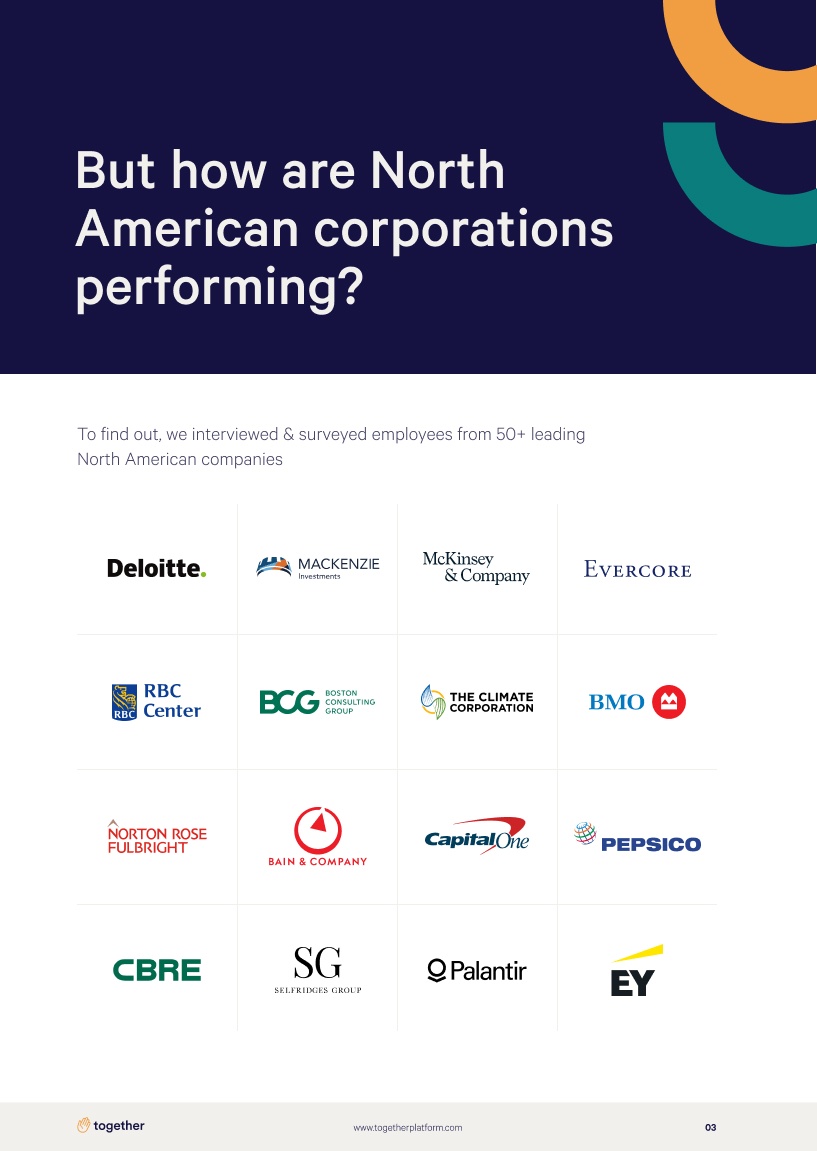 But how are North
American corporations
performing?
To find out, we interviewed & surveyed employees from 50+ leading
North American companies
Deloitte.
MACKENZIE
Investments
McKinsey
& Company
EVERCORE
RBC
RBC
Center
BCG
BOSTON
CONSULTING
GROUP
THE CLIMATE
CORPORATION
BMO
NORTON ROSE
FULBRIGHT
BAIN & COMPANY
CapitalOne
PEPSICO
CBRE
SG
SELFRIDGES GROUP
Palantir
EY
together
www.togetherplatform.com
03